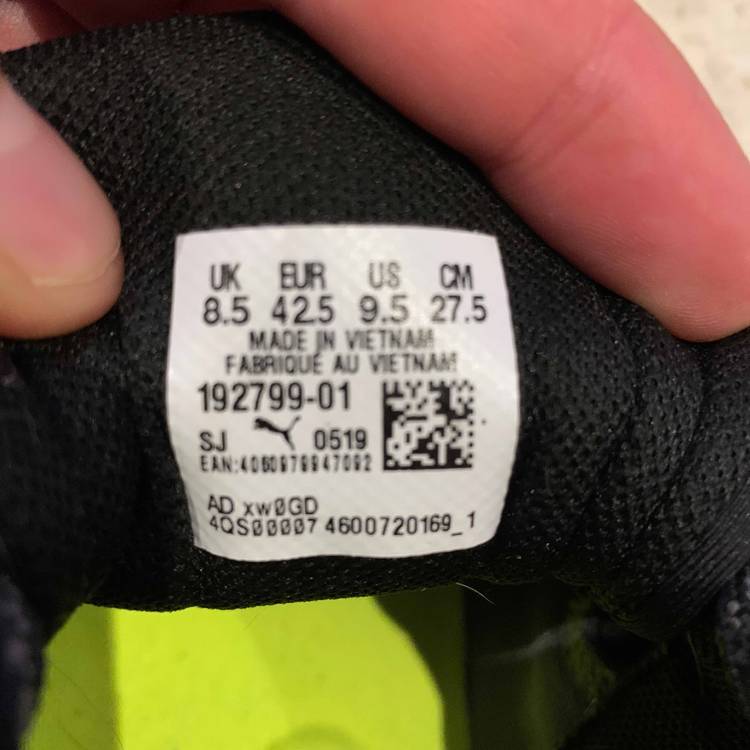 UK EUR US CM
8.5 42.5 9.5 27.5
MADE IN VIETNAM
FABRIQUÉ AU VIETNAM
192799-01
SJ 0519
EAN:4060979947092
AD xw0GD
4QS00007 4600720169_1